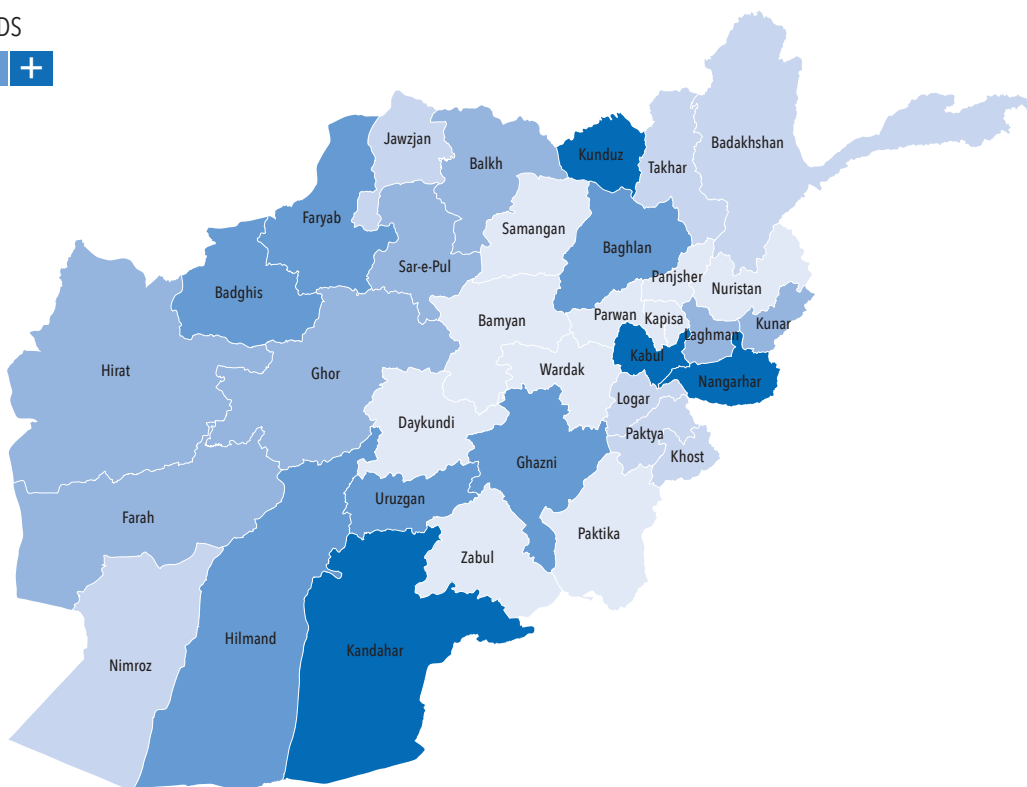 DS
+
Jawzjan
Balkh
Kunduz
Takhar
Badakhshan
Faryab
Samangan
Baghlan
Sar-e-Pul
Panjsher
Nuristan
Badghis
Parwan
Kapisa
Kunar
Bamyan
Laghman
Kabul
Hirat
Ghor
Wardak
Nangarhar
Logar
Daykundi
Paktya
Khost
Ghazni
Uruzgan
Farah
Paktika
Zabul
Hilmand
Kandahar
Nimroz